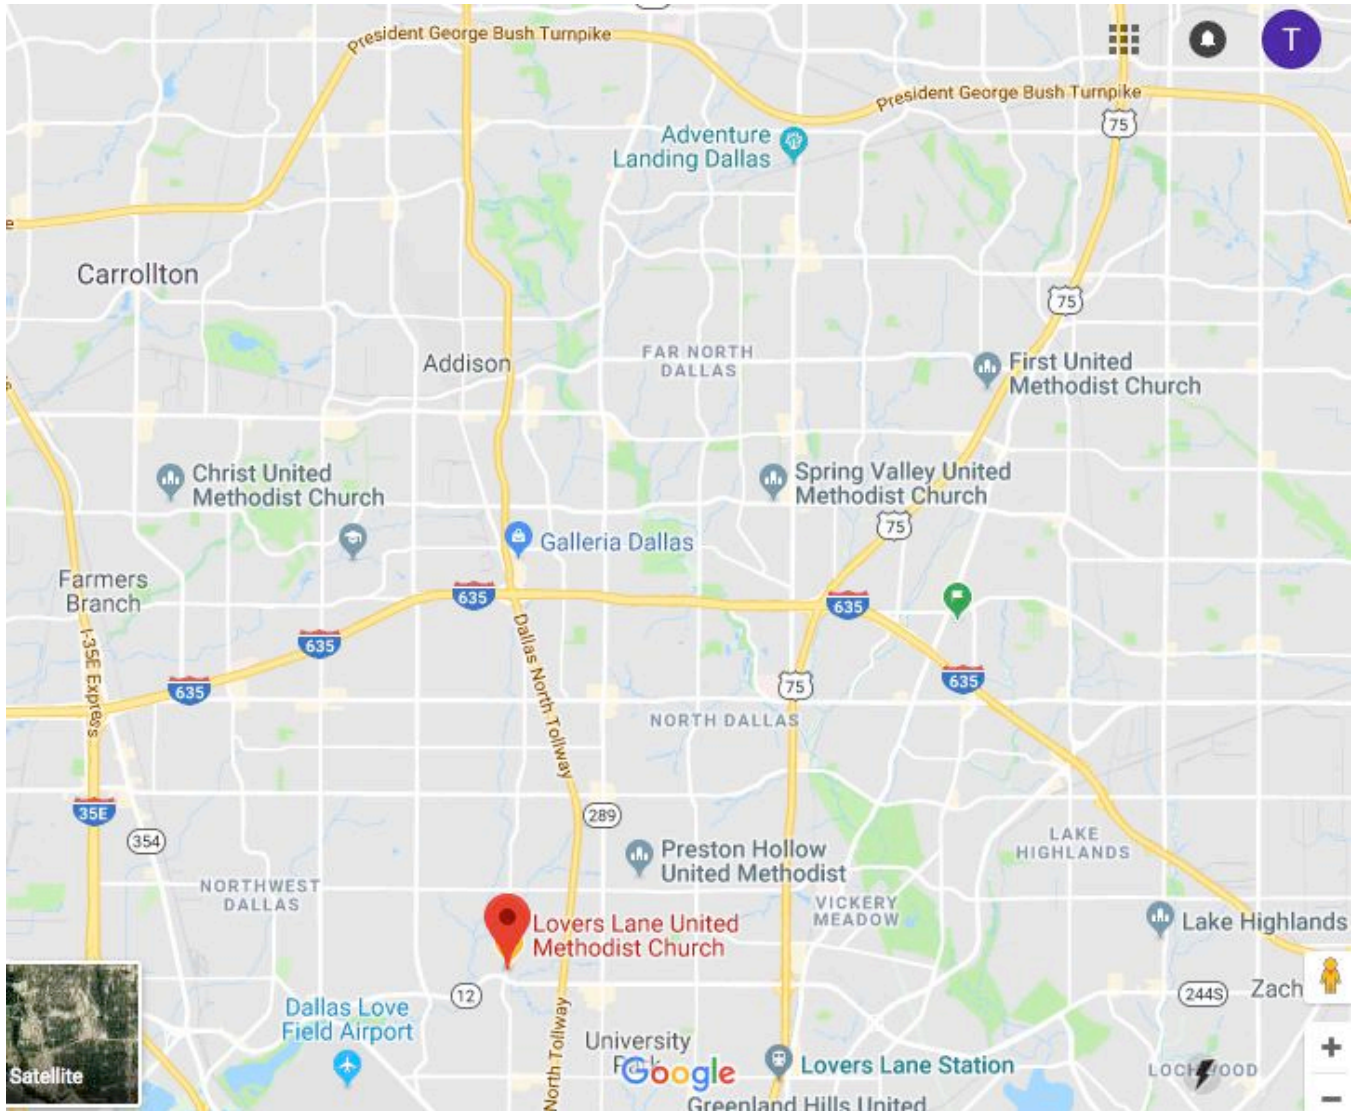 President George Bush Turnpike
T
President George Bush Turnpike
75
Adventure
Landing Dallas
Carrollton
75
Addison
FAR NORTH
DALLAS
First United
Methodist Church
Christ United
Methodist Church
Spring Valley United
Methodist Church
75
Galleria Dallas
Farmers
Branch
635
635
635
635
635
I-35E Express
Dallas North Tollway
75
NORTH DALLAS
35E
289
354
LAKE
HIGHLANDS
Preston Hollow
United Methodist
NORTHWEST
DALLAS
VICKERY
MEADOW
Lovers Lane United
Methodist Church
Lake Highlands
12
244S
Zach
Dallas Love
Field Airport
North Tollway
University
Park
Google
Lovers Lane Station
Satellite
+
−
Greenland Hills United